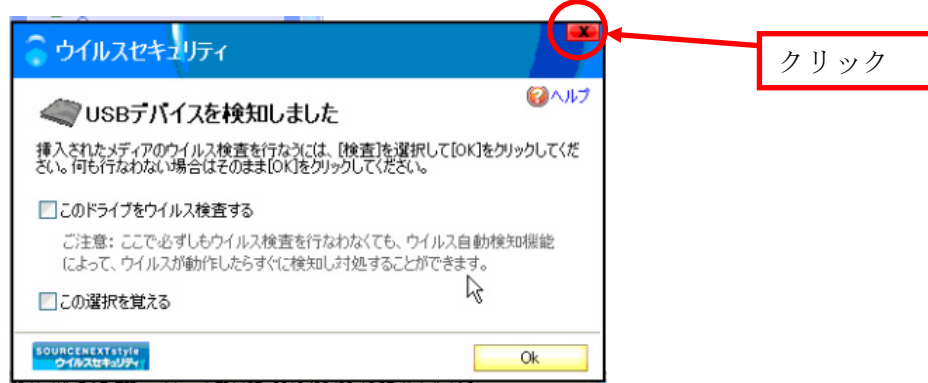 ウイルスセキュリティ
X
クリック
ヘルプ
USBデバイスを検知しました
挿入されたメディアのウイルス検査を行なうには、[検査]を選択して[OK]をクリックしてくだ
さい。何も行なわない場合はそのまま[OK]をクリックしてください。
このドライブをウイルス検査する
ご注意: ここで必ずしもウイルス検査を行なわなくても、ウイルス自動検知機能
によって、ウイルスが動作したらすぐに検知し対処することができます。
この選択を覚える
SOURCENEXTstyle
ウイルスセキュリティ
Ok